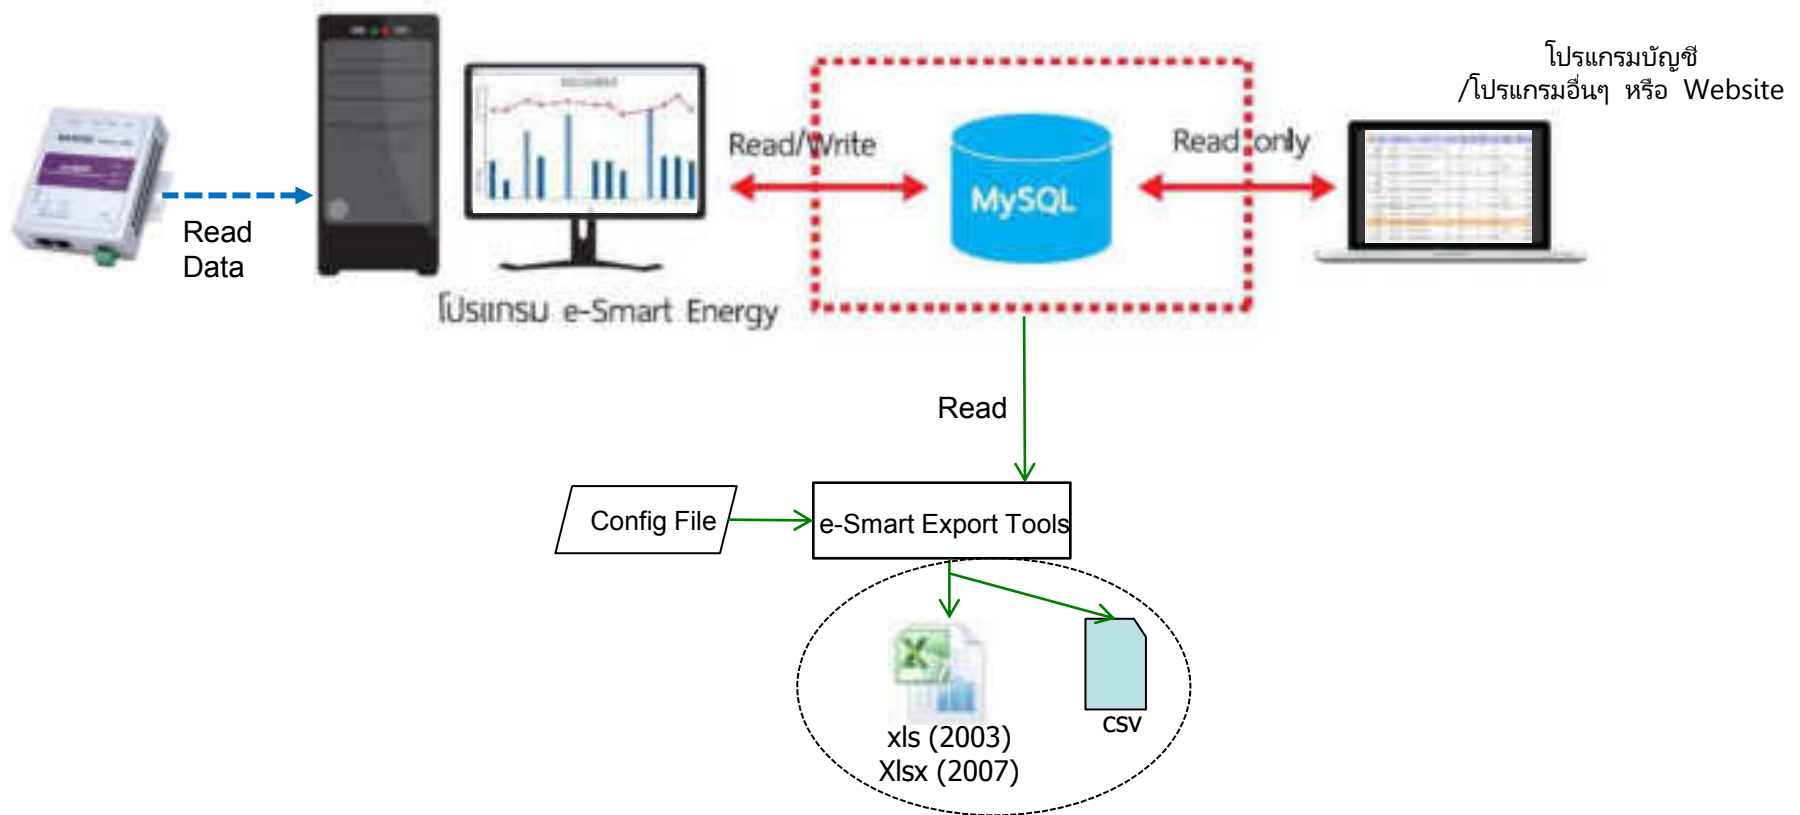 โปรแกรมบัญชี
/โปรแกรมอื่นๆ หรือ Website
Read/Write
Read only
MySQL
Read
Data
โปรแกรม e-Smart Energy
Read
Config File
e-Smart Export Tools
xls (2003)
Xlsx (2007)
csv